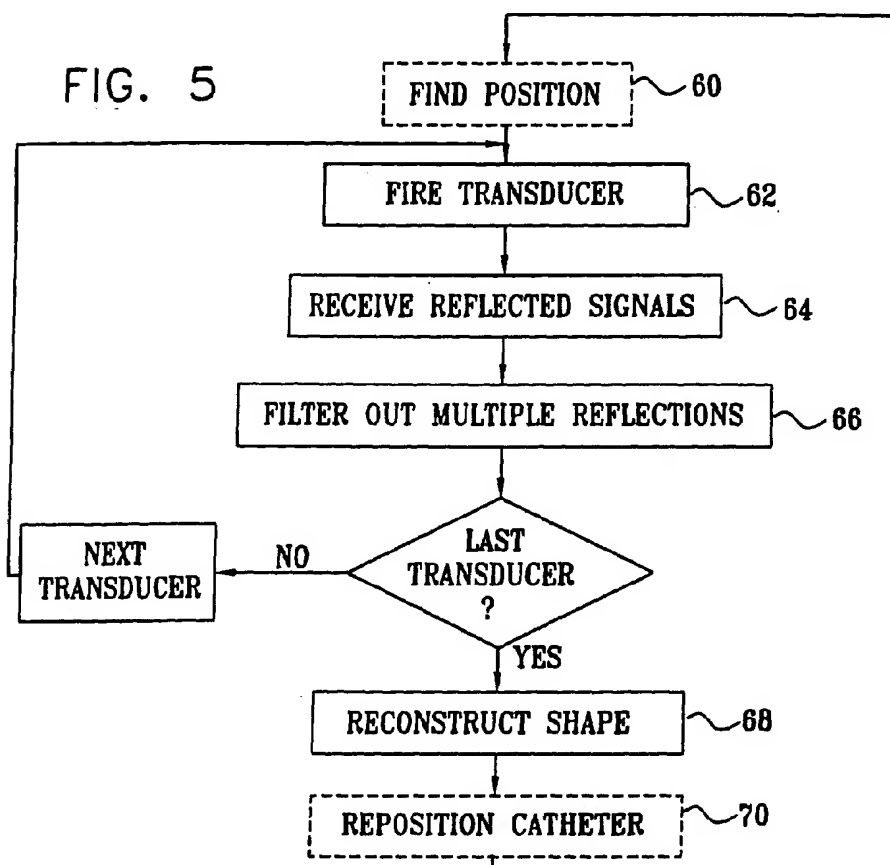 FIG. 5
FIND POSITION
60
FIRE TRANSDUCER
62
RECEIVE REFLECTED SIGNALS
64
FILTER OUT MULTIPLE REFLECTIONS
66
LAST
TRANSDUCER
?
NO
NEXT
TRANSDUCER
YES
RECONSTRUCT SHAPE
68
REPOSITION CATHETER
70